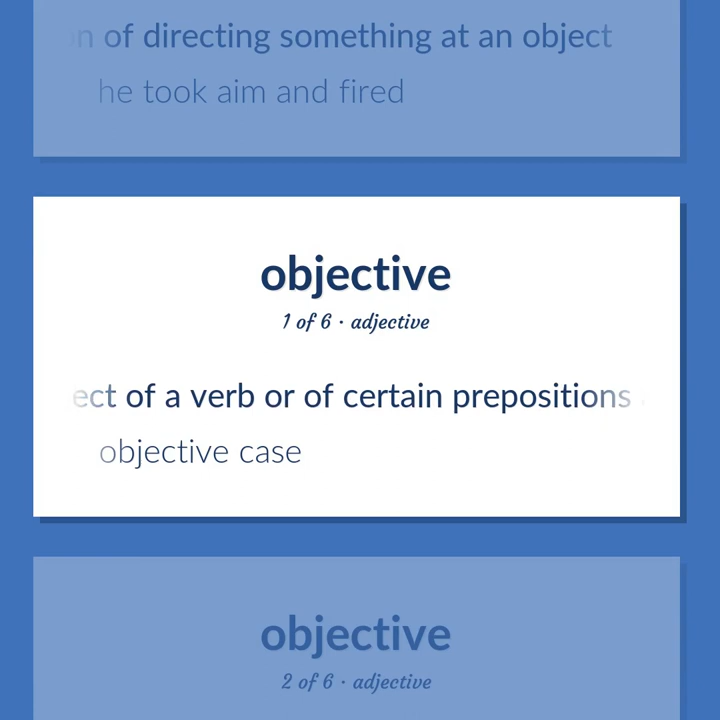 of directing something at an object
he took aim and fired
objective
1 of 6 · adjective
of a verb or of certain prepositions
objective case
objective
2 of 6 · adjective